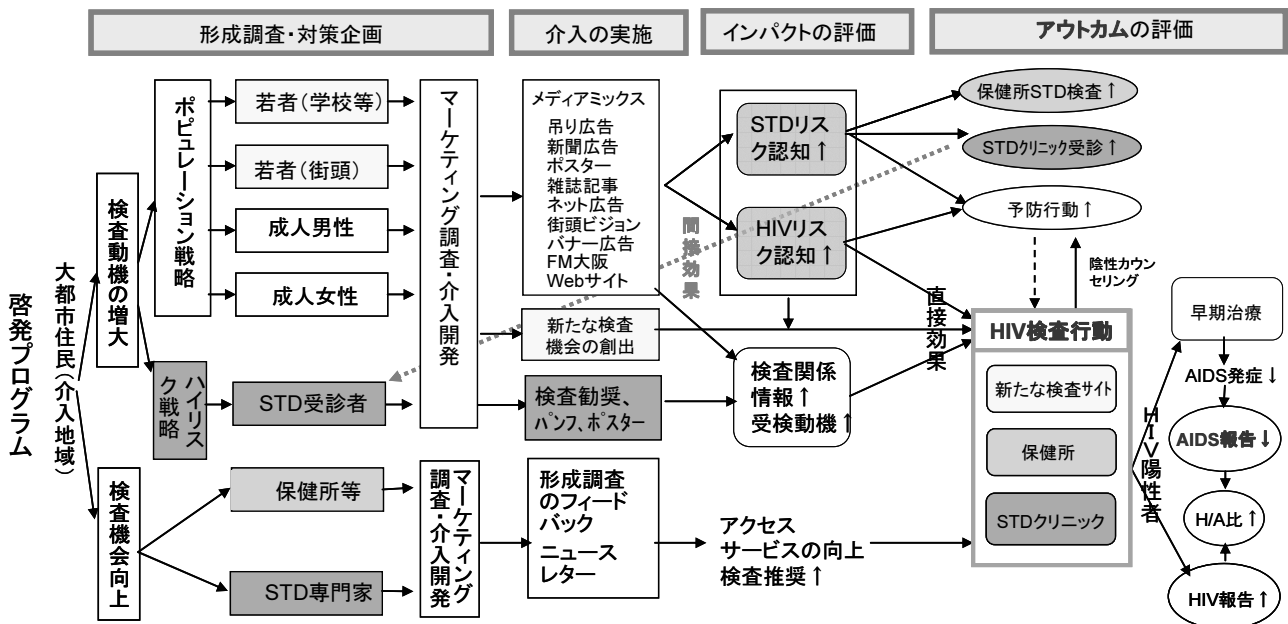 形成調査・対策企画
介入の実施
インパクトの評価
アウトカムの評価
啓発プログラム
大都市住民(介入地域)
検査動機の増大
検査機会向上
ポピュレーション戦略
ハイリス
ク戦略
若者(学校等)
若者(街頭)
成人男性
成人女性
STD受診者
保健所等
STD専門家
マーケティング調査・介入開発
マーケティング
調査・介入開発
メディアミックス
吊り広告
新聞広告
ポスター
雑誌記事
ネット広告
街頭ビジョン
バナー広告
FM大阪
Webサイト
新たな検査
機会の創出
検査勧奨、
パンフ、ポスター
形成調査
のフィード
バック
ニュース
レター
間接効果
STDリス
ク認知↑
HIVリス
ク認知↑
検査関係
情報↑
受検動機↑
アクセス
サービスの向上
検査推奨↑
直接効果
保健所STD検査↑
STDクリニック受診↑
予防行動↑
陰性カウン
セリング
HIV検査行動
新たな検査サイト
保健所
STDクリニック
HIV陽性者
早期治療
AIDS発症↓
AIDS報告↓
H/A比↑
HIV報告↑